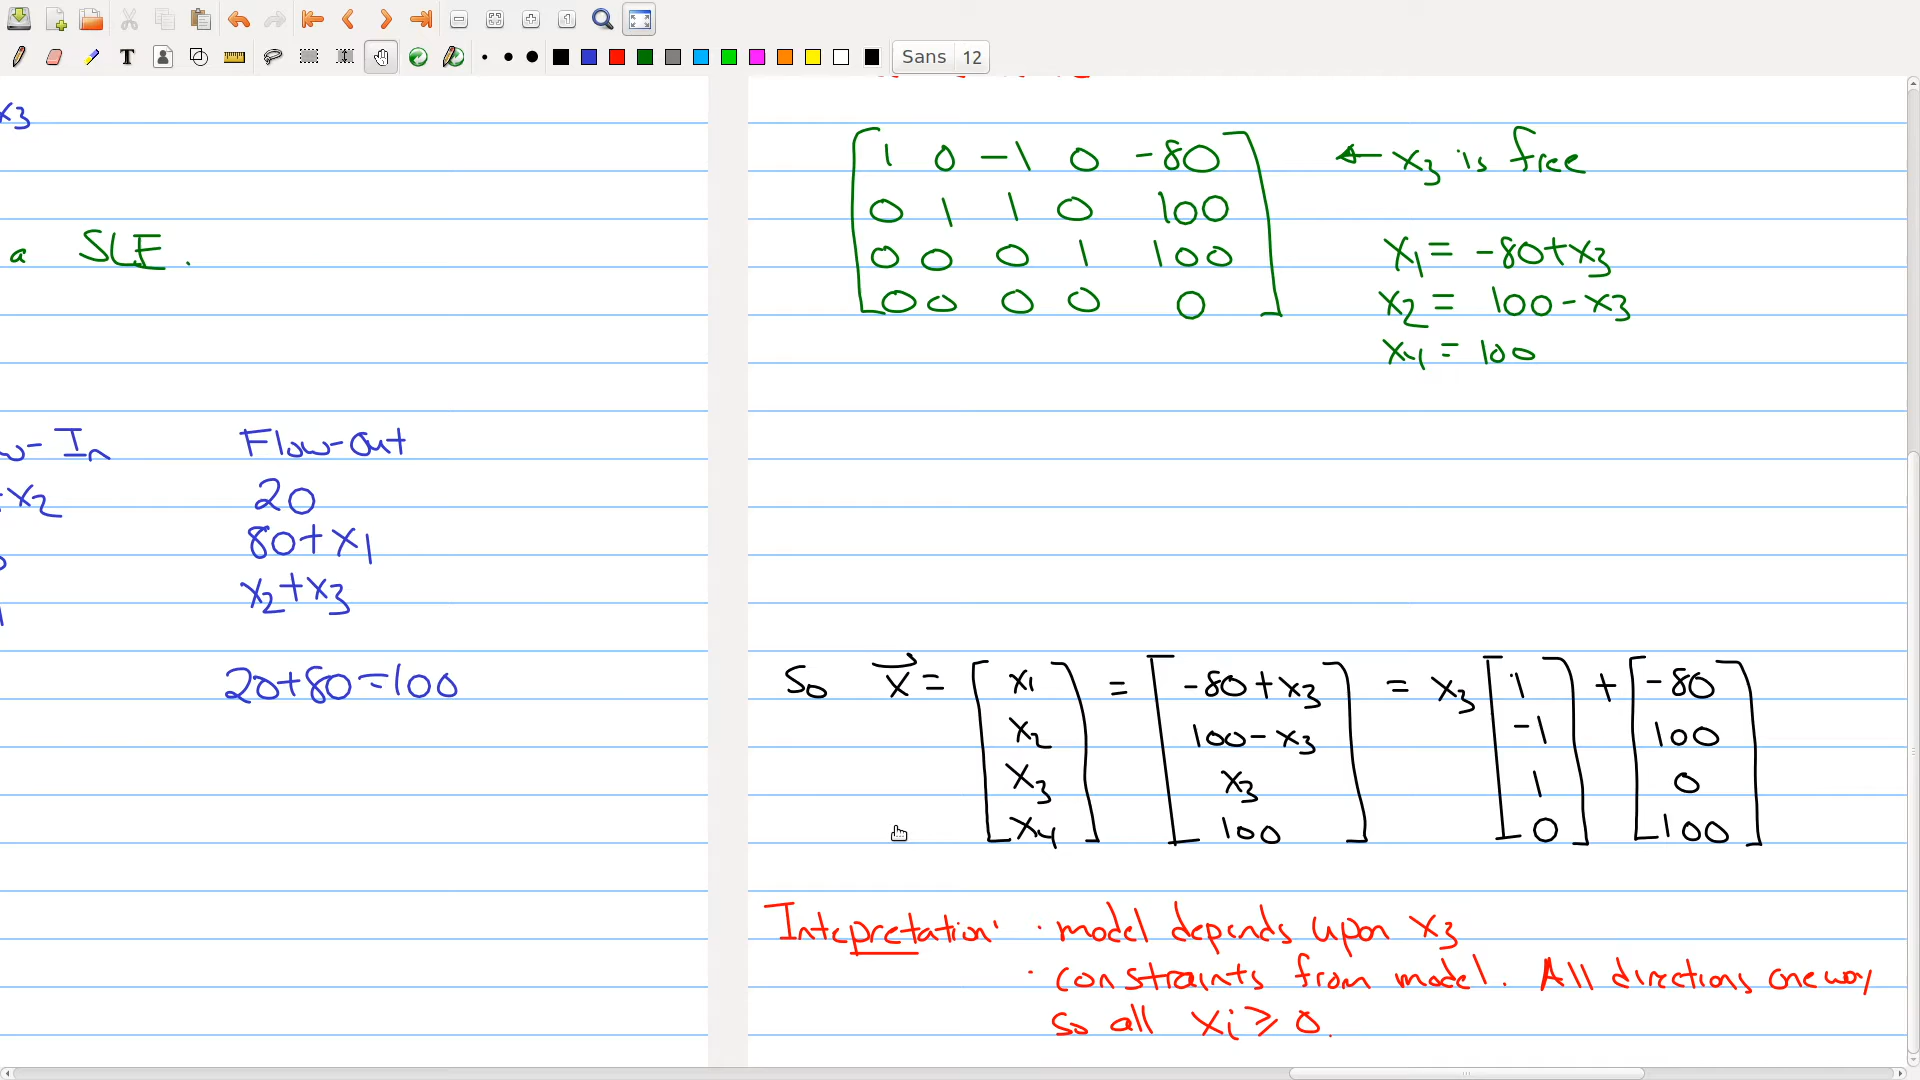 Sans 12
x3
a SLE.
w-In Flow-out
+x2 20
80+x1
x2+x3
20+80=100
1 0 -1 0 -80 ← x3 is free
0 1 1 0 100
0 0 0 1 100 x1 = -80+x3
0 0 0 0 0 x2 = 100-x3
x4 = 100
So x = x1 = -80+x3 = x3 1 + -80
x2 100-x3 -1 100
x3 x3 1 0
x4 100 0 100
Intepretation: · model depends upon x3
· constraints from model. All directions one way
so all xi ≥ 0.